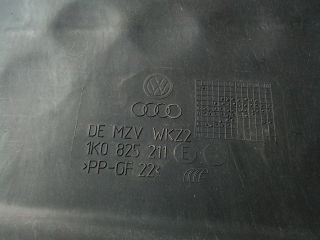 DE MZV WKZ2
1K0 825 211 E
>PP-GF 22<